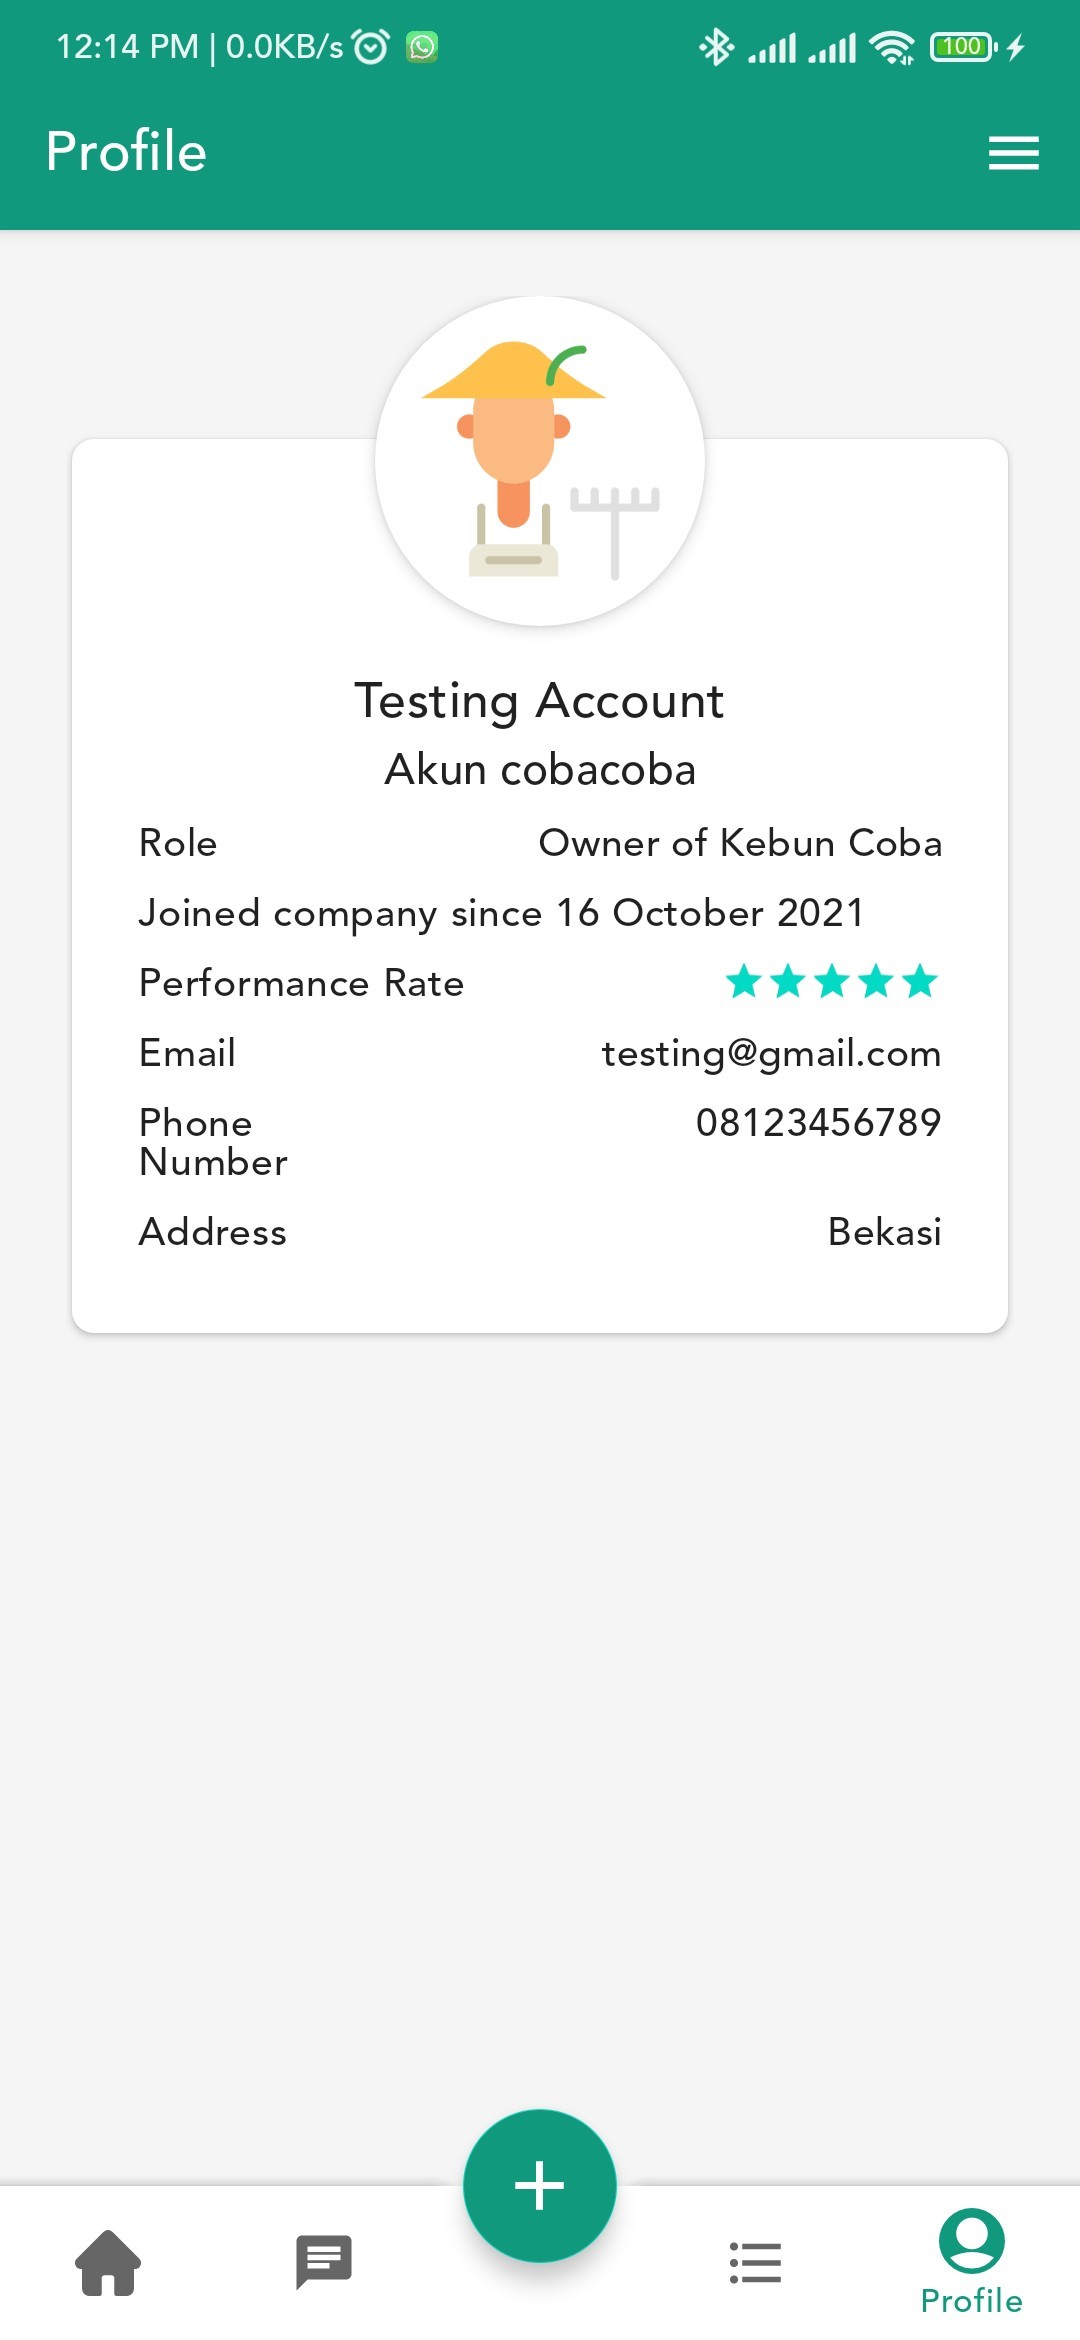 12:14 PM | 0.0KB/s 100
Profile
Testing Account
Akun cobacoba
Role Owner of Kebun Coba
Joined company since 16 October 2021
Performance Rate
Email testing@gmail.com
Phone 08123456789
Number
Address Bekasi
Profile